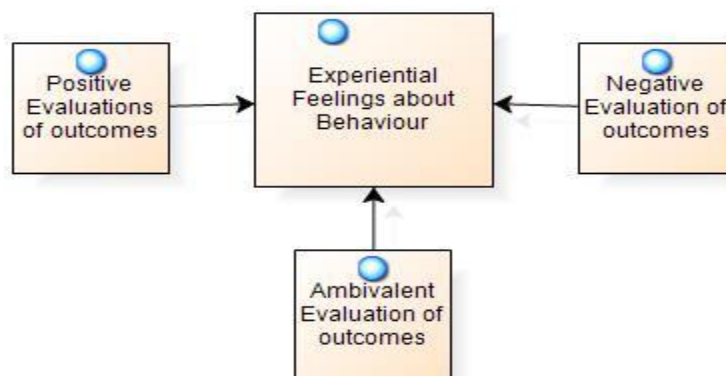 Positive
Evaluations
of outcomes
Experiential
Feelings about
Behaviour
Negative
Evaluation of
outcomes
Ambivalent
Evaluation of
outcomes